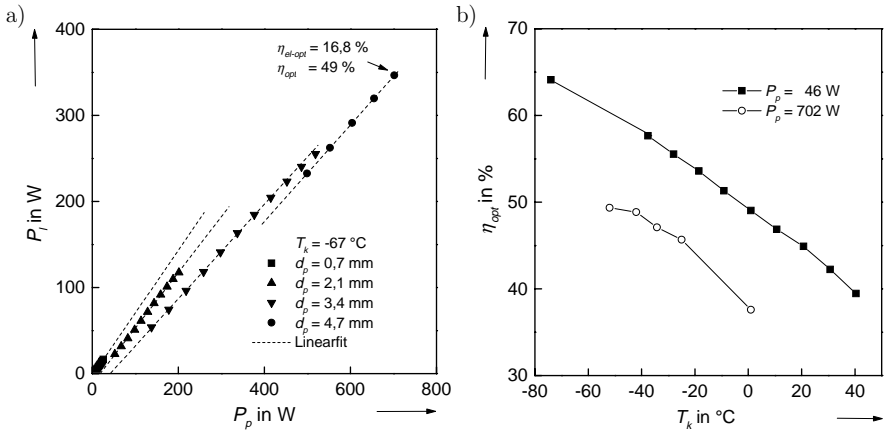 a)
400
300
200
100
0
P_l in W
η_el-opt = 16,8 %
η_opt = 49 %
T_k = -67 °C
d_p = 0,7 mm
d_p = 2,1 mm
d_p = 3,4 mm
d_p = 4,7 mm
Linearfit
0 200 400 600 800
P_p in W
b)
80
70
60
50
40
30
η_opt in %
P_p = 46 W
P_p = 702 W
-80 -60 -40 -20 0 20 40
T_k in °C